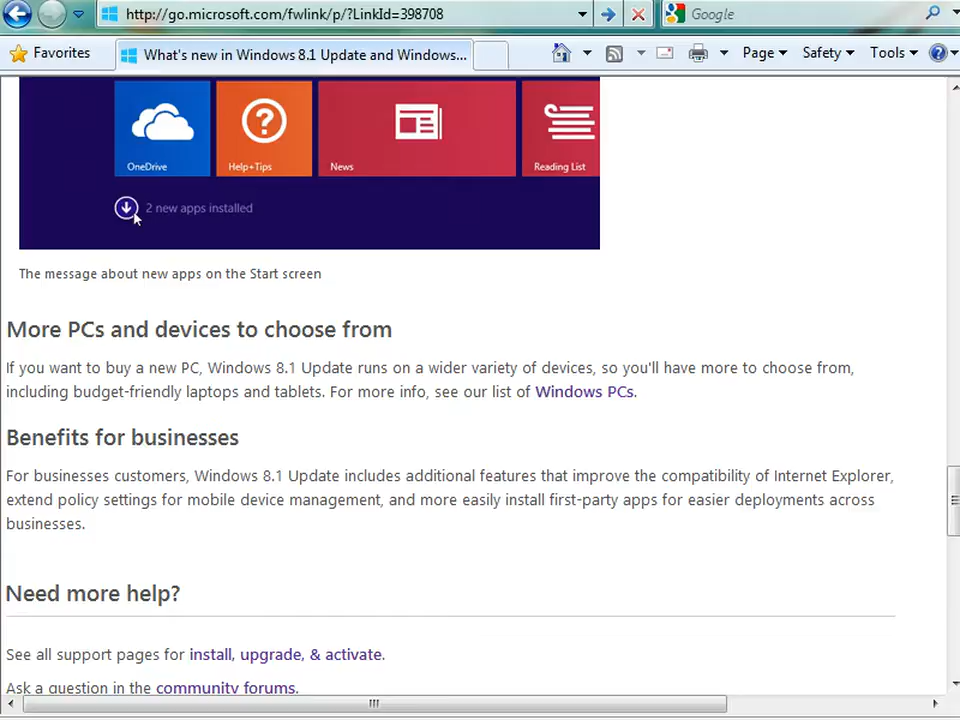 http://go.microsoft.com/fwlink/p/?LinkId=398708
Google
Favorites
What's new in Windows 8.1 Update and Windows...
Page
Safety
Tools
OneDrive
Help+Tips
News
Reading List
2 new apps installed
The message about new apps on the Start screen
More PCs and devices to choose from
If you want to buy a new PC, Windows 8.1 Update runs on a wider variety of devices, so you'll have more to choose from,
including budget-friendly laptops and tablets. For more info, see our list of Windows PCs.
Benefits for businesses
For businesses customers, Windows 8.1 Update includes additional features that improve the compatibility of Internet Explorer,
extend policy settings for mobile device management, and more easily install first-party apps for easier deployments across
businesses.
Need more help?
See all support pages for install, upgrade, & activate.
Ask a question in the community forums.